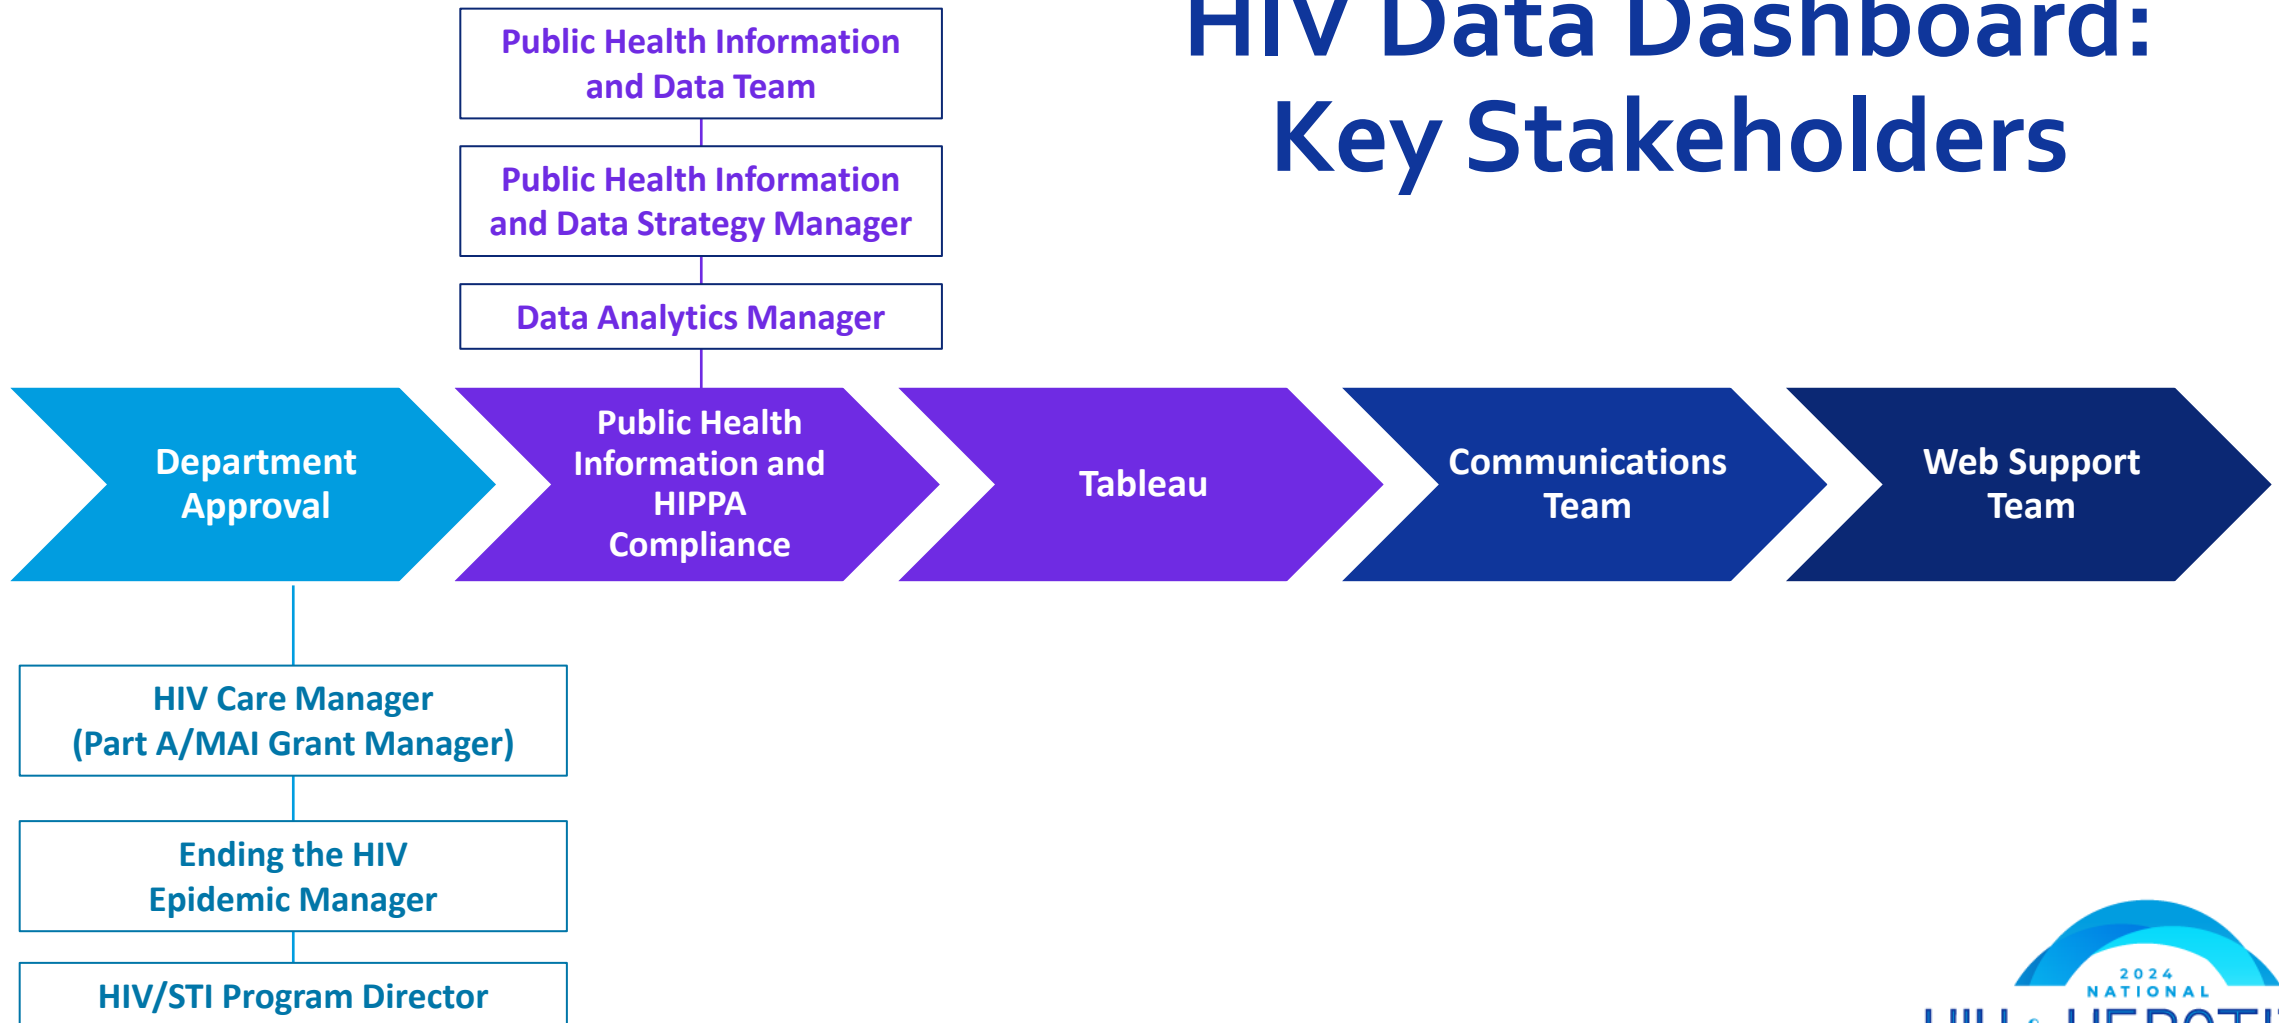 HIV Data Dashboard:
Key Stakeholders
Public Health Information
and Data Team
Public Health Information
and Data Strategy Manager
Data Analytics Manager
Department
Approval
Public Health
Information and
HIPPA
Compliance
Tableau
Communications
Team
Web Support
Team
HIV Care Manager
(Part A/MAI Grant Manager)
Ending the HIV
Epidemic Manager
HIV/STI Program Director
2024
NATIONAL